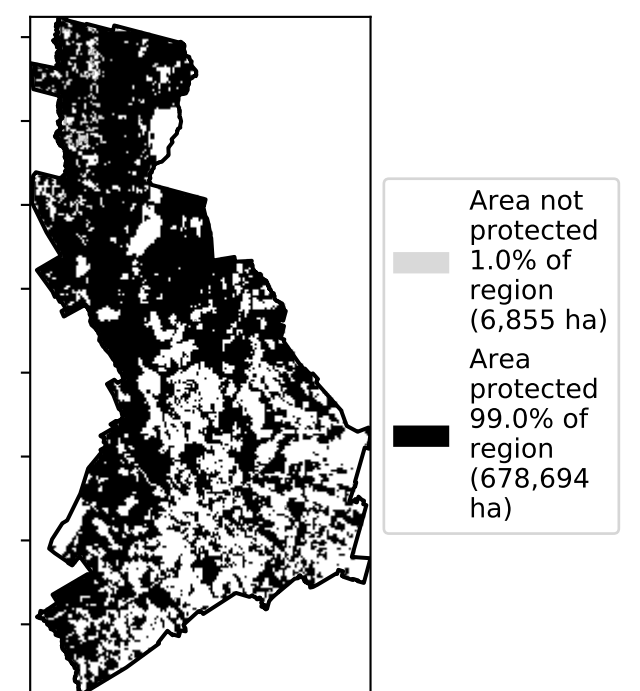 Area not
protected
1.0% of
region
(6,855 ha)
Area
protected
99.0% of
region
(678,694
ha)